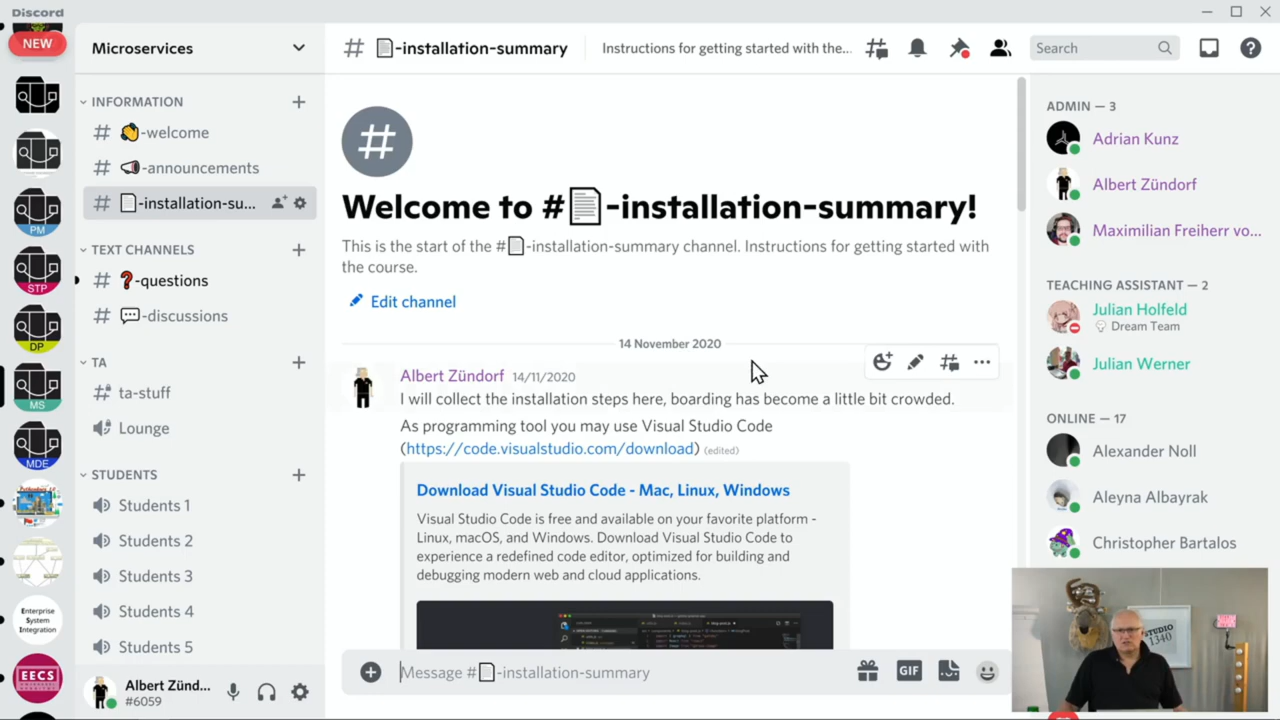 Discord
NEW
PM
STP
DP
MS
MDE
Enterprise
System
Integration
EECS
Microservices
INFORMATION
# 👋-welcome
# 📢-announcements
# 📄-installation-su...
TEXT CHANNELS
# ❓-questions
# 💬-discussions
TA
# ta-stuff
Lounge
STUDENTS
Students 1
Students 2
Students 3
Students 4
Students 5
Albert Zünd...
#6059
# 📄-installation-summary
Instructions for getting started with the...
Search
Welcome to #📄-installation-summary!
This is the start of the #📄-installation-summary channel. Instructions for getting started with
the course.
Edit channel
14 November 2020
Albert Zündorf 14/11/2020
I will collect the installation steps here, boarding has become a little bit crowded.
As programming tool you may use Visual Studio Code
(https://code.visualstudio.com/download) (edited)
Download Visual Studio Code - Mac, Linux, Windows
Visual Studio Code is free and available on your favorite platform -
Linux, macOS, and Windows. Download Visual Studio Code to
experience a redefined code editor, optimized for building and
debugging modern web and cloud applications.
Message #📄-installation-summary
GIF
ADMIN — 3
Adrian Kunz
Albert Zündorf
Maximilian Freiherr vo...
TEACHING ASSISTANT — 2
Julian Holfeld
Dream Team
Julian Werner
ONLINE — 17
Alexander Noll
Aleyna Albayrak
Christopher Bartalos
STUDIO
1340